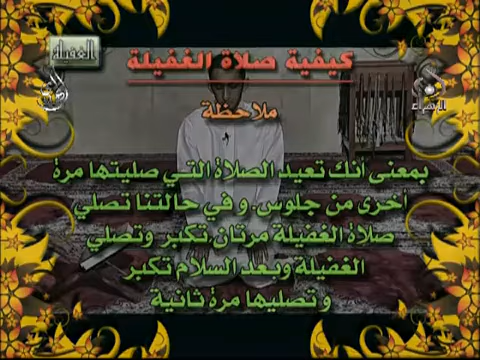 الغفيلة
كيفية صلاة الغفيلة
ملاحظة
بمعنى أنك تعيد الصلاة التي صليتها مرة
أخرى من جلوس. و في حالتنا تصلي
صلاة الغفيلة مرتان. تكبر وتصلي
الغفيلة وبعد السلام تكبر
و تصليها مرة ثانية